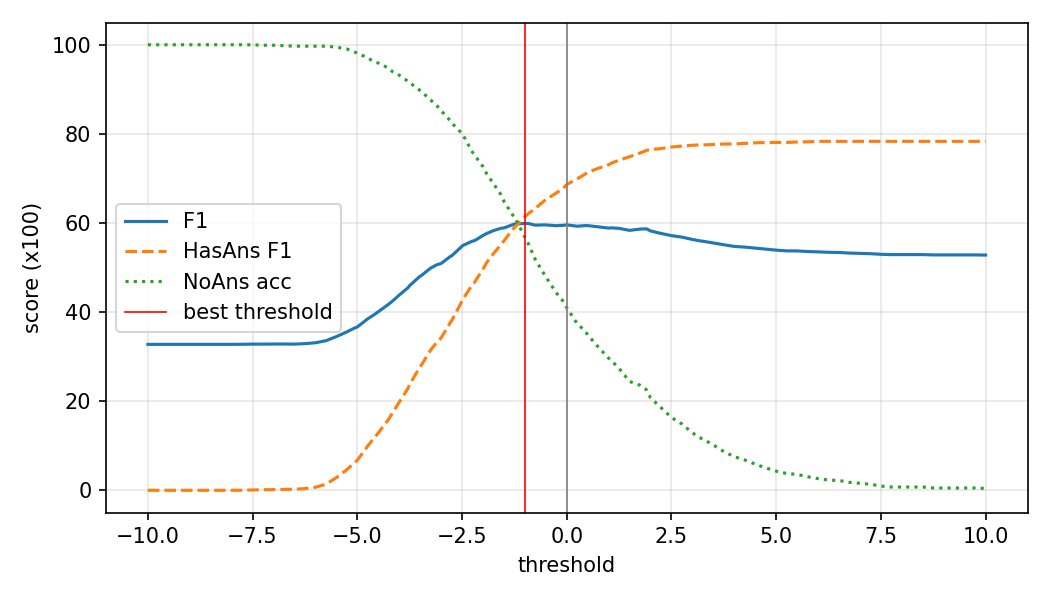 100
80
60
40
20
0
score (x100)
F1
HasAns F1
NoAns acc
best threshold
−10.0 −7.5 −5.0 −2.5 0.0 2.5 5.0 7.5 10.0
threshold